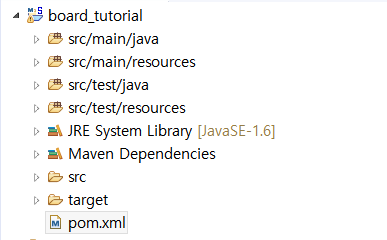 board_tutorial
src/main/java
src/main/resources
src/test/java
src/test/resources
JRE System Library [JavaSE-1.6]
Maven Dependencies
src
target
pom.xml